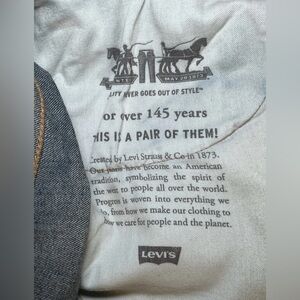 MAY 20 1873
LITY NEVER GOES OUT OF STYLE"
or over 145 years
THIS IS A PAIR OF THEM!
Created by Levi Strauss & Co in 1873.
Our jeans have become an American
tradition, symbolizing the spirit of
the west to people all over the world.
Progress is woven into everything we
do, from how we make our clothing to
how we care for people and the planet.
LEVI'S